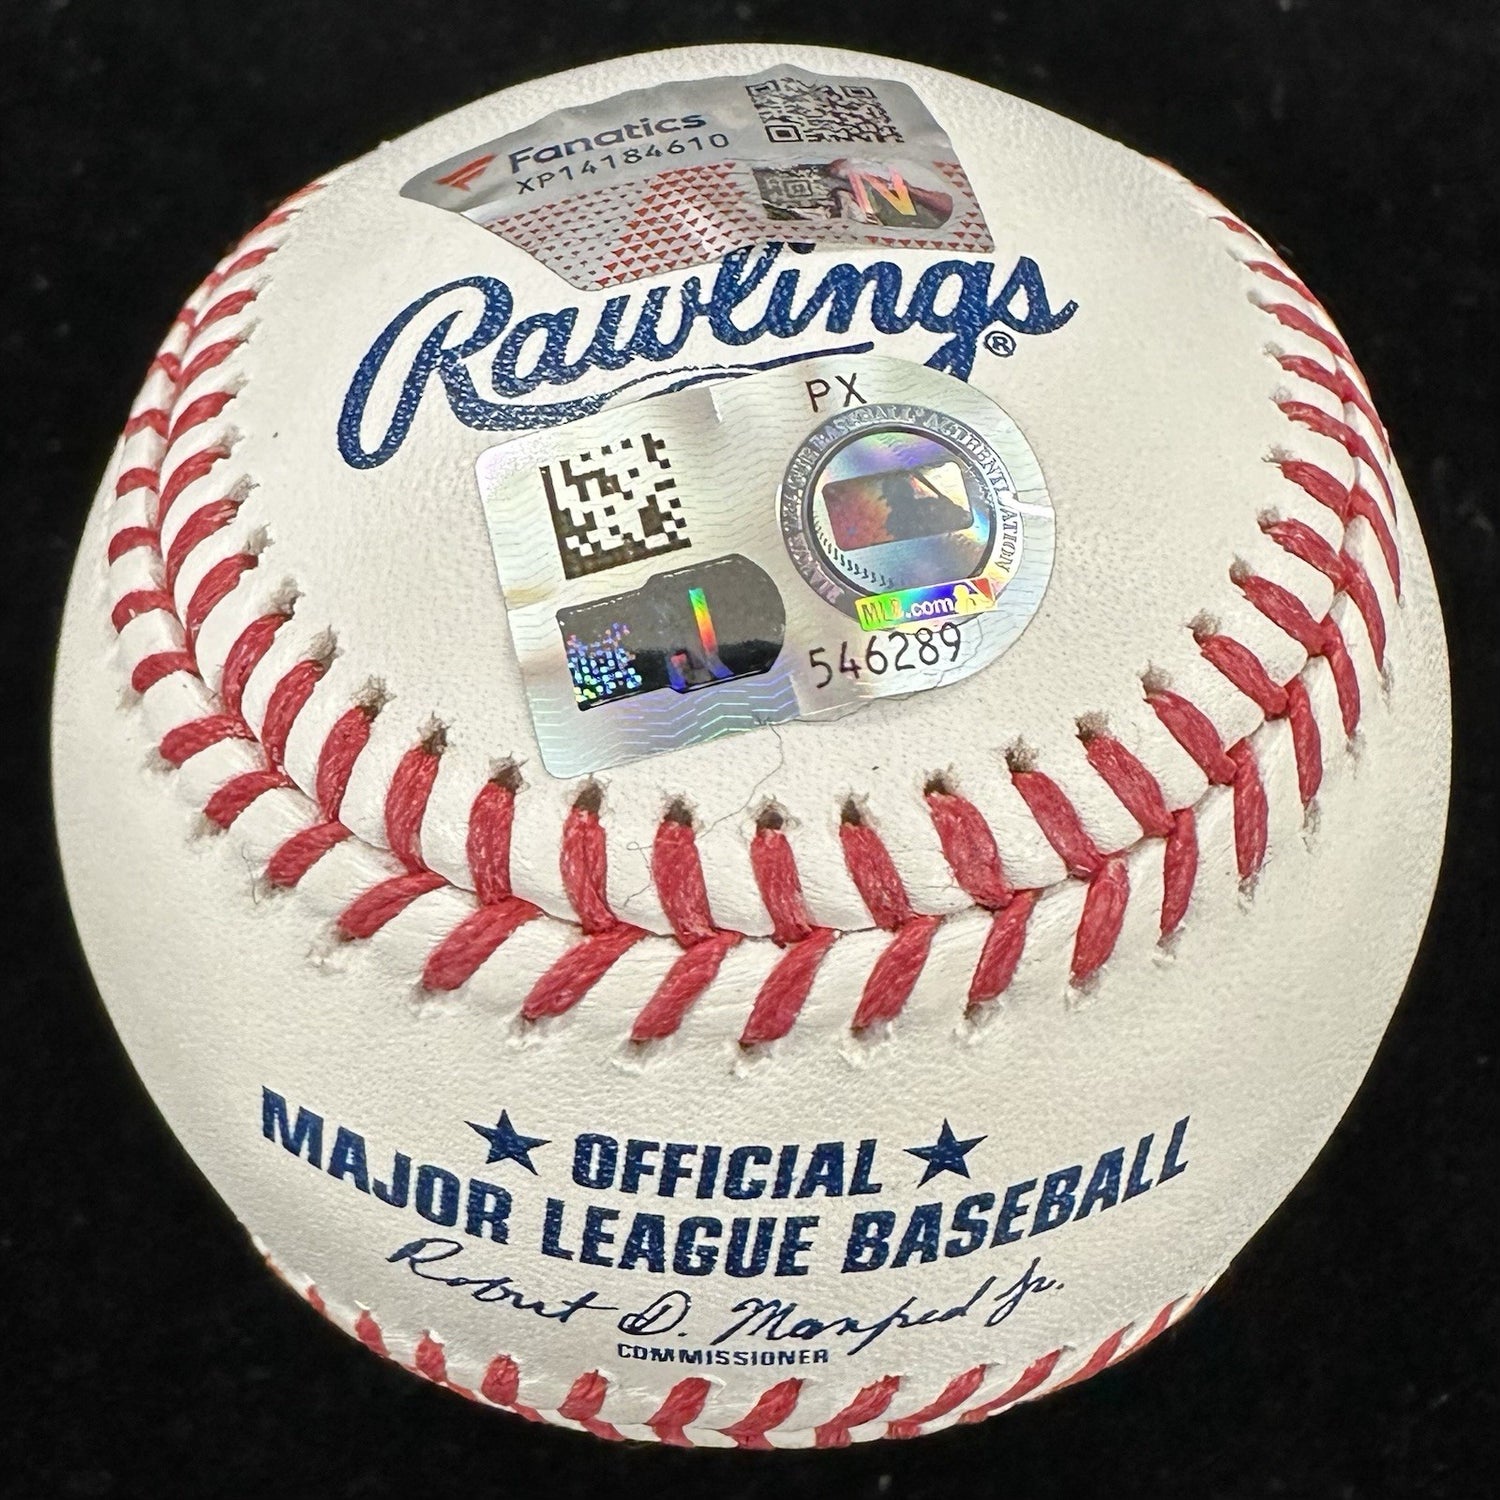 Fanatics
XP14184610
Rawlings®
PX
MLB.com
546289
★ OFFICIAL ★
MAJOR LEAGUE BASEBALL
Robert D. Manfred Jr.
COMMISSIONER